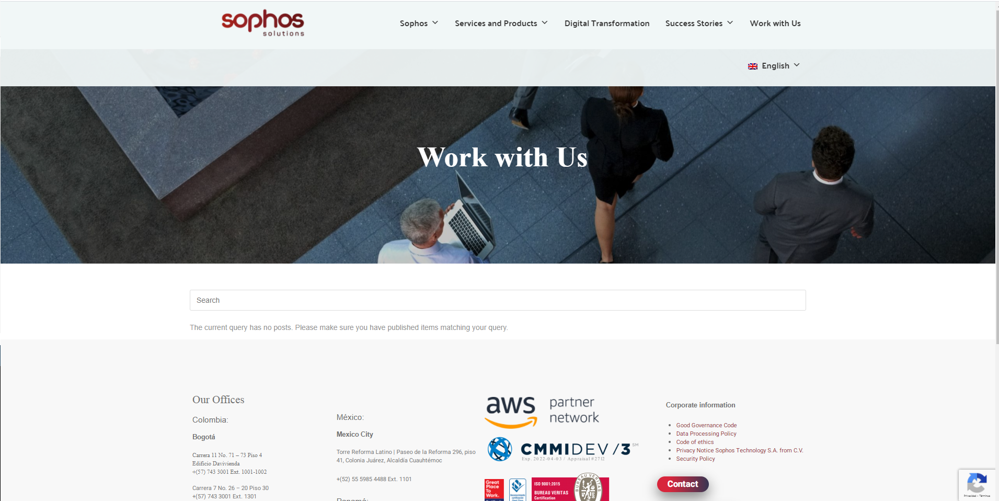 sophos
solutions
Sophos
Services and Products
Digital Transformation
Success Stories
Work with Us
English
Work with Us
Search
The current query has no posts. Please make sure you have published items matching your query.
Our Offices
Colombia:
Bogotá
Carrera 11 No. 71 – 73 Piso 4
Edificio Davivienda
+(57) 743 3001 Ext. 1001-1002
Carrera 7 No. 26 – 20 Piso 30
+(57) 743 3001 Ext. 1301
México:
Mexico City
Torre Reforma Latino | Paseo de la Reforma 296, piso
41, Colonia Juárez, Alcaldía Cuauhtémoc
+(52) 55 5985 4488 Ext. 1101
Panamá:
aws partner
network
CMMIDEV/3 SM
Exp. 2022-04-03 / Appraisal #2712
Great
Place
To
Work.
ISO 9001:2015
BUREAU VERITAS
Certification
BUREAU VERITAS
Corporate information
Good Governance Code
Data Processing Policy
Code of ethics
Privacy Notice Sophos Technology S.A. from C.V.
Security Policy
Contact
Privacidad - Términos